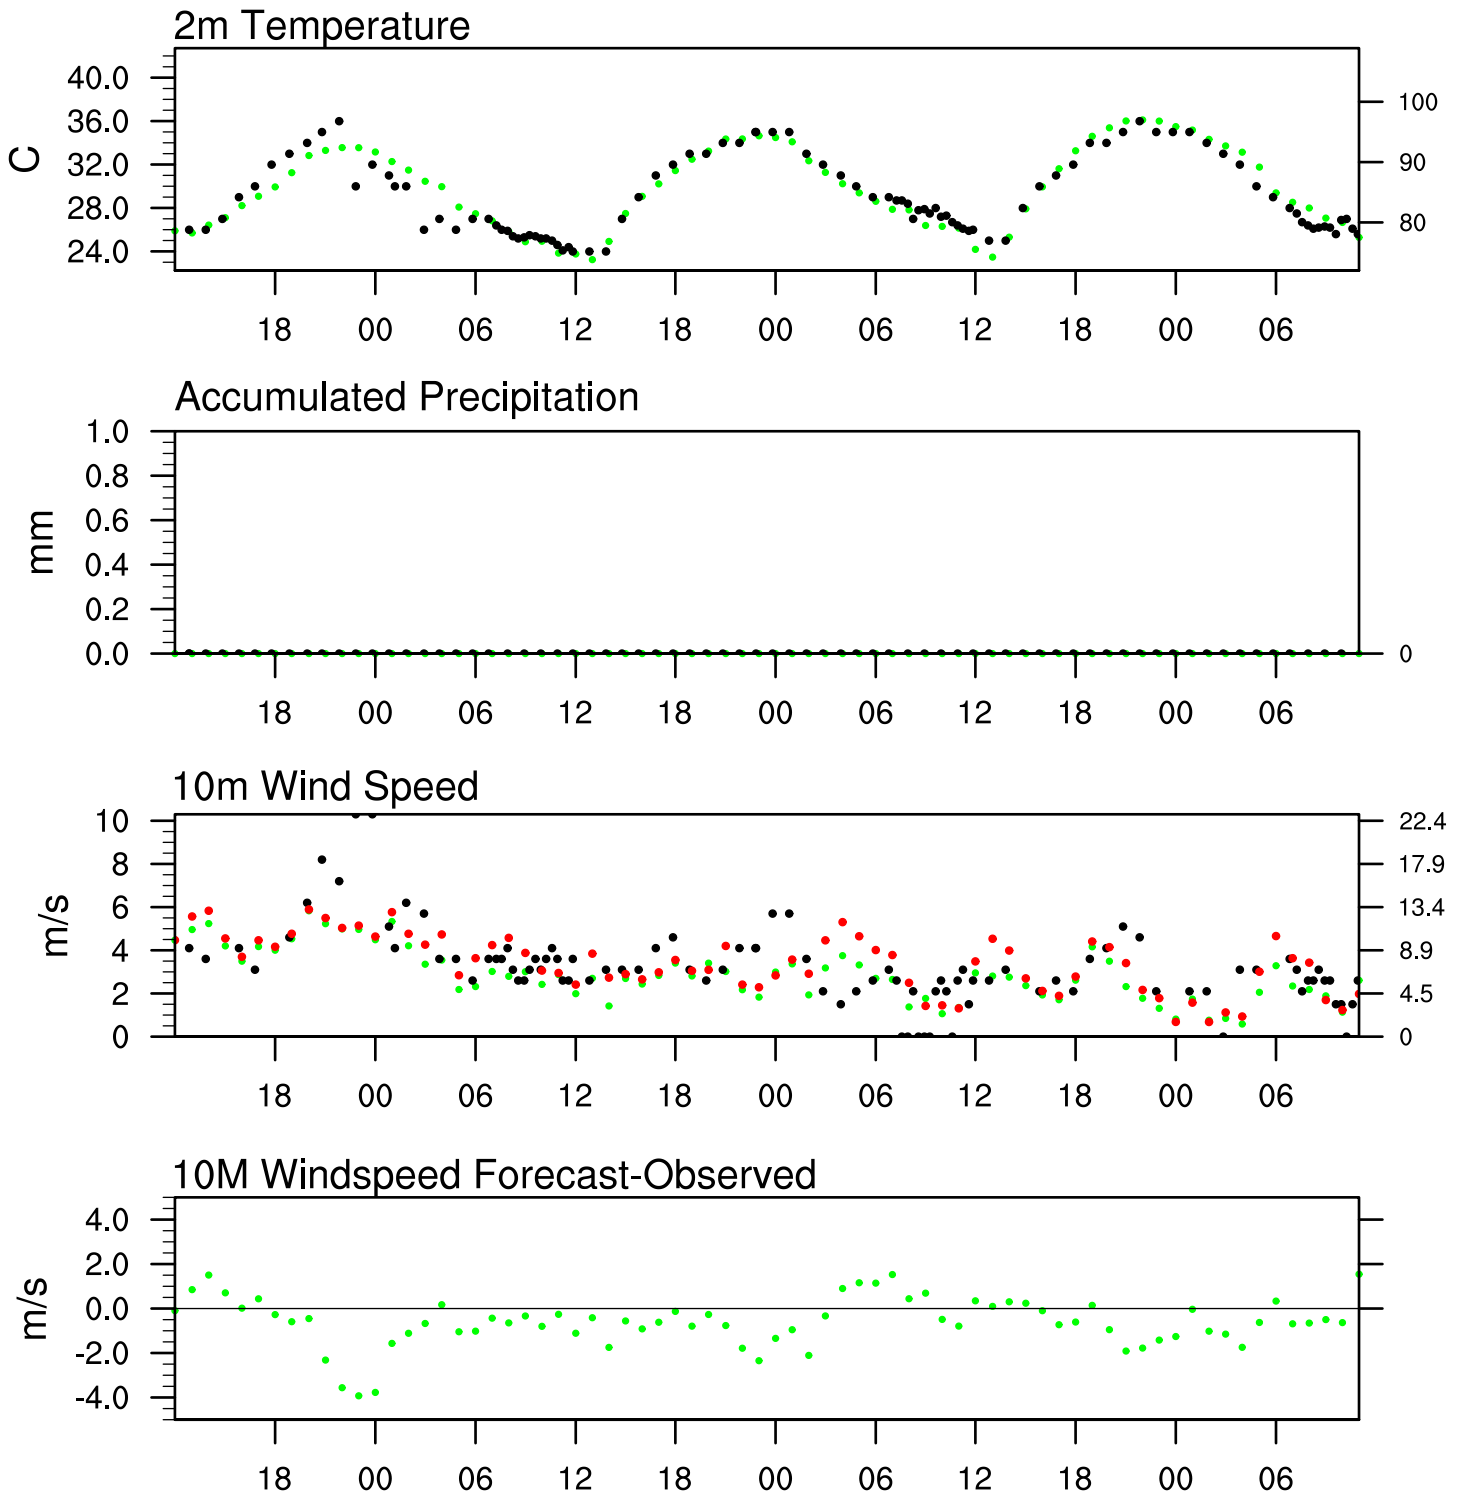 2m Temperature
40.0
36.0
32.0
28.0
24.0
C
100
90
80
18 00 06 12 18 00 06 12 18 00 06
Accumulated Precipitation
1.0
0.8
0.6
0.4
0.2
0.0
mm
0
18 00 06 12 18 00 06 12 18 00 06
10m Wind Speed
10
8
6
4
2
0
m/s
22.4
17.9
13.4
8.9
4.5
0
18 00 06 12 18 00 06 12 18 00 06
10M Windspeed Forecast-Observed
4.0
2.0
0.0
-2.0
-4.0
m/s
18 00 06 12 18 00 06 12 18 00 06